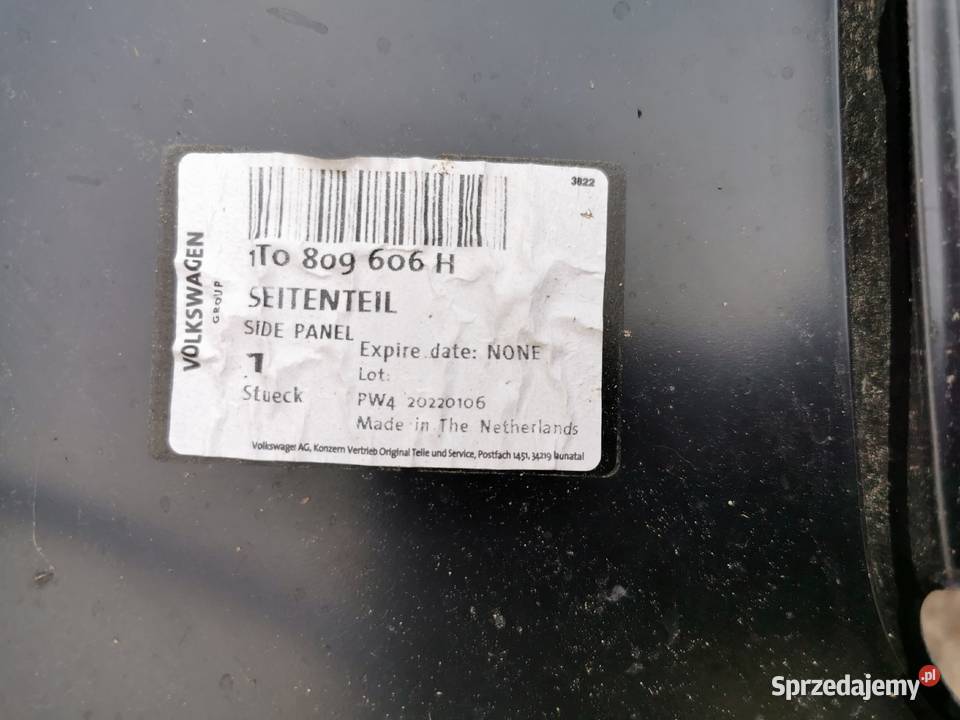 3822
VOLKSWAGEN
GROUP
1T0 809 606 H
SEITENTEIL
SIDE PANEL
1
Stueck
Expire date: NONE
Lot:
PW4 20220106
Made in The Netherlands
Volkswagen AG, Konzern Vertrieb Original Teile und Service, Postfach 1451, 34219 Baunatal
Sprzedajemy.pl